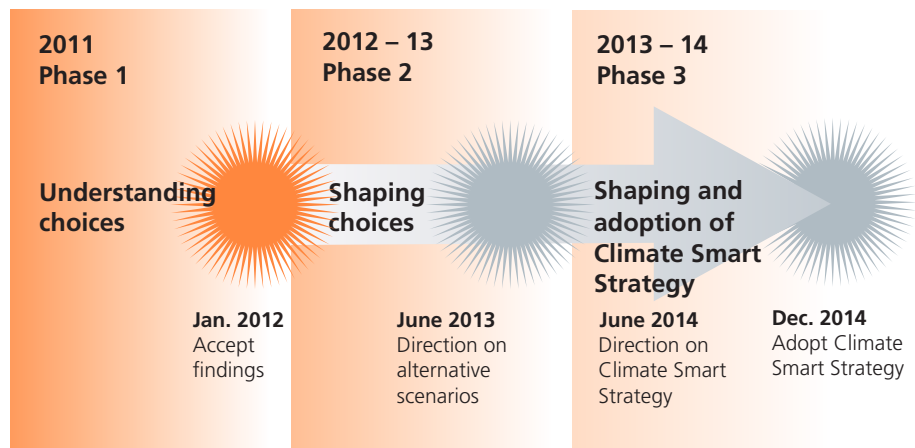 2011
Phase 1
2012 – 13
Phase 2
2013 – 14
Phase 3
Understanding
choices
Shaping
choices
Shaping and
adoption of
Climate Smart
Strategy
Jan. 2012
Accept
findings
June 2013
Direction on
alternative
scenarios
June 2014
Direction on
Climate Smart
Strategy
Dec. 2014
Adopt Climate
Smart Strategy